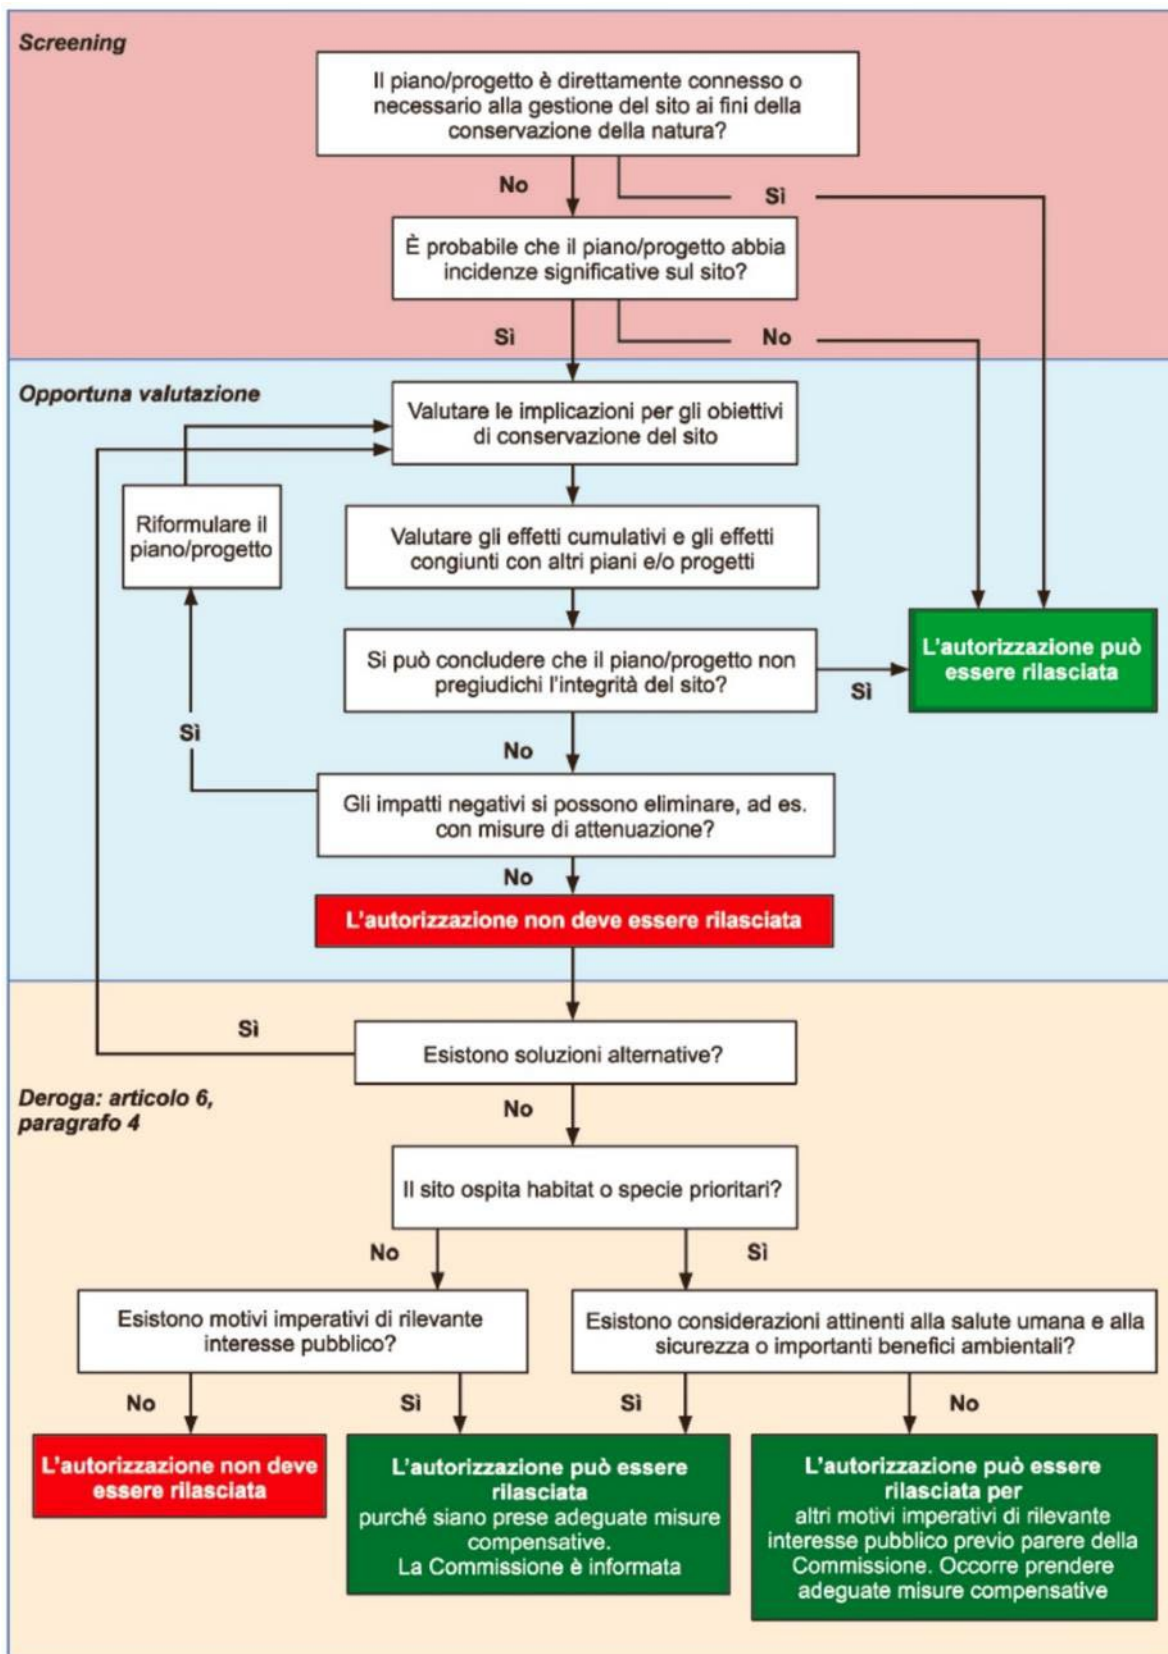 Screening
Il piano/progetto è direttamente connesso o
necessario alla gestione del sito ai fini della
conservazione della natura?
No
Sì
È probabile che il piano/progetto abbia
incidenze significative sul sito?
Sì
No
Opportuna valutazione
Valutare le implicazioni per gli obiettivi
di conservazione del sito
Riformulare il
piano/progetto
Valutare gli effetti cumulativi e gli effetti
congiunti con altri piani e/o progetti
L'autorizzazione può
essere rilasciata
Si può concludere che il piano/progetto non
pregiudichi l'integrità del sito?
Sì
Sì
No
Gli impatti negativi si possono eliminare, ad es.
con misure di attenuazione?
No
L'autorizzazione non deve essere rilasciata
Sì
Esistono soluzioni alternative?
Deroga: articolo 6,
paragrafo 4
No
Il sito ospita habitat o specie prioritari?
No
Sì
Esistono motivi imperativi di rilevante
interesse pubblico?
Esistono considerazioni attinenti alla salute umana e alla
sicurezza o importanti benefici ambientali?
No
Sì
Sì
No
L'autorizzazione non deve
essere rilasciata
L'autorizzazione può essere
rilasciata
purché siano prese adeguate misure
compensative.
La Commissione è informata
L'autorizzazione può essere
rilasciata per
altri motivi imperativi di rilevante
interesse pubblico previo parere della
Commissione. Occorre prendere
adeguate misure compensative